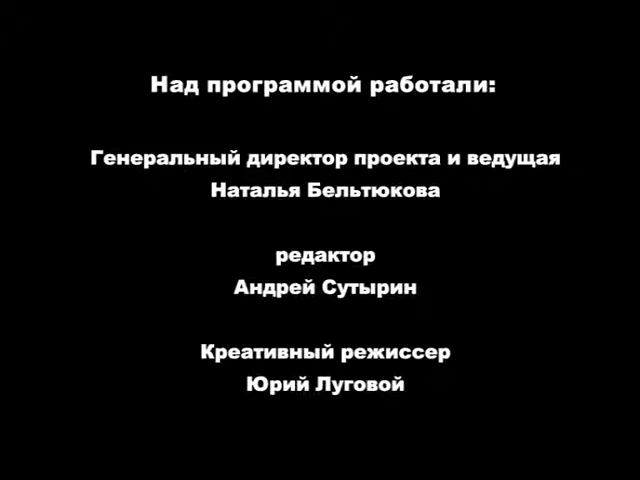 Над программой работали:
Генеральный директор проекта и ведущая
Наталья Бельтюкова
редактор
Андрей Сутырин
Креативный режиссер
Юрий Луговой